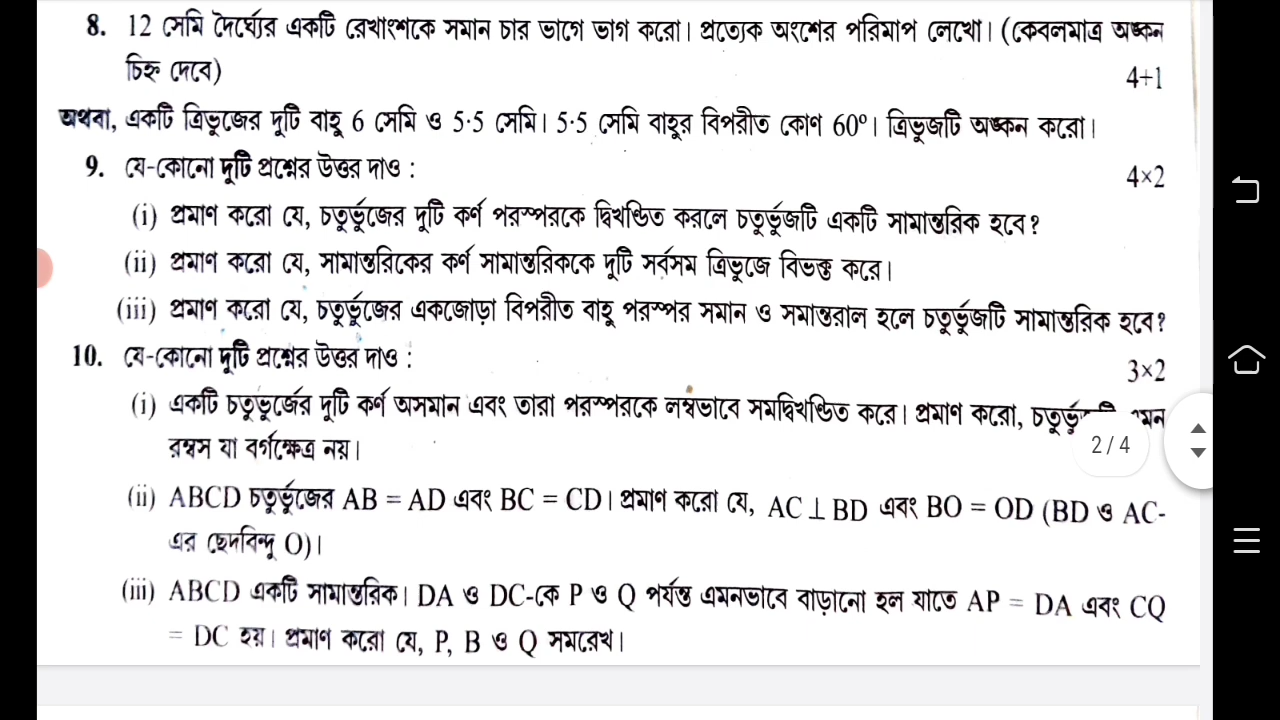 8. 12 সেমি দৈর্ঘ্যের একটি রেখাংশকে সমান চার ভাগে ভাগ করো। প্রত্যেক অংশের পরিমাপ লেখো। (কেবলমাত্র অঙ্কন
চিহ্ন দেবে) 4+1
অথবা, একটি ত্রিভুজের দুটি বাহু 6 সেমি ও 5·5 সেমি। 5·5 সেমি বাহুর বিপরীত কোণ 60°। ত্রিভুজটি অঙ্কন করো।
9. যে-কোনো দুটি প্রশ্নের উত্তর দাও : 4×2
(i) প্রমাণ করো যে, চতুর্ভুজের দুটি কর্ণ পরস্পরকে দ্বিখণ্ডিত করলে চতুর্ভুজটি একটি সামান্তরিক হবে?
(ii) প্রমাণ করো যে, সামান্তরিকের কর্ণ সামান্তরিককে দুটি সর্বসম ত্রিভুজে বিভক্ত করে।
(iii) প্রমাণ করো যে, চতুর্ভুজের একজোড়া বিপরীত বাহু পরস্পর সমান ও সমান্তরাল হলে চতুর্ভুজটি সামান্তরিক হবে?
10. যে-কোনো দুটি প্রশ্নের উত্তর দাও : 3×2
(i) একটি চতুর্ভুর্জের দুটি কর্ণ অসমান এবং তারা পরস্পরকে লম্বভাবে সমদ্বিখণ্ডিত করে। প্রমাণ করো,
রম্বস যা বর্গক্ষেত্র নয়।
2 / 4
(ii) ABCD চতুর্ভুজের AB = AD এবং BC = CD। প্রমাণ করো যে, AC ⊥ BD এবং BO = OD (BD ও AC-
এর ছেদবিন্দু O)।
(iii) ABCD একটি সামান্তরিক। DA ও DC-কে P ও Q পর্যন্ত এমনভাবে বাড়ানো হল যাতে AP = DA এবং CQ
= DC হয়। প্রমাণ করো যে, P, B ও Q সমরেখ।